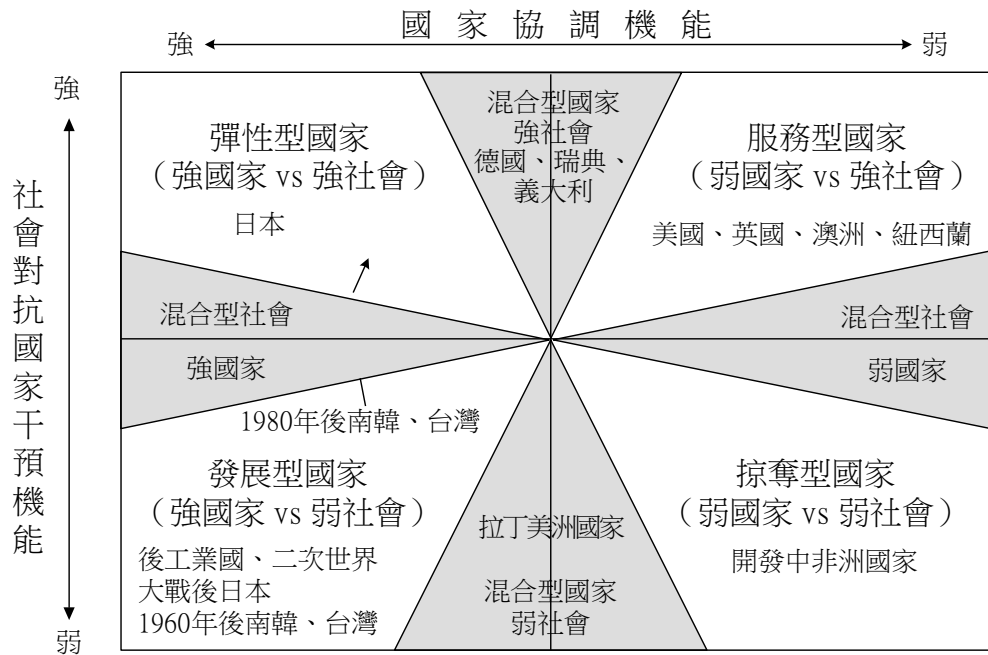 國家協調機能
強
弱
強
社會對抗國家干預機能
弱
彈性型國家
（強國家 vs 強社會）
日本
混合型國家
強社會
德國、瑞典、
義大利
服務型國家
（弱國家 vs 強社會）
美國、英國、澳洲、紐西蘭
混合型社會
強國家
混合型社會
弱國家
1980年後南韓、台灣
發展型國家
（強國家 vs 弱社會）
後工業國、二次世界
大戰後日本
1960年後南韓、台灣
拉丁美洲國家
混合型國家
弱社會
掠奪型國家
（弱國家 vs 弱社會）
開發中非洲國家